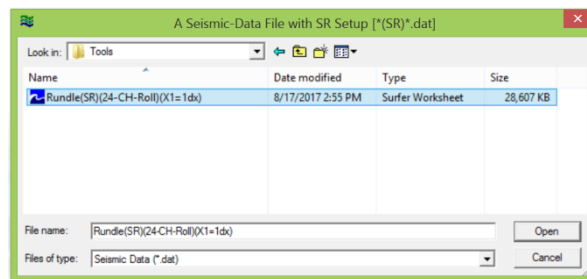 A Seismic-Data File with SR Setup [*(SR)*.dat]
Look in: Tools
Name Date modified Type Size
Rundle(SR)(24-CH-Roll)(X1=1dx) 8/17/2017 2:55 PM Surfer Worksheet 28,607 KB
File name: Rundle(SR)(24-CH-Roll)(X1=1dx) Open
Files of type: Seismic Data (*.dat) Cancel